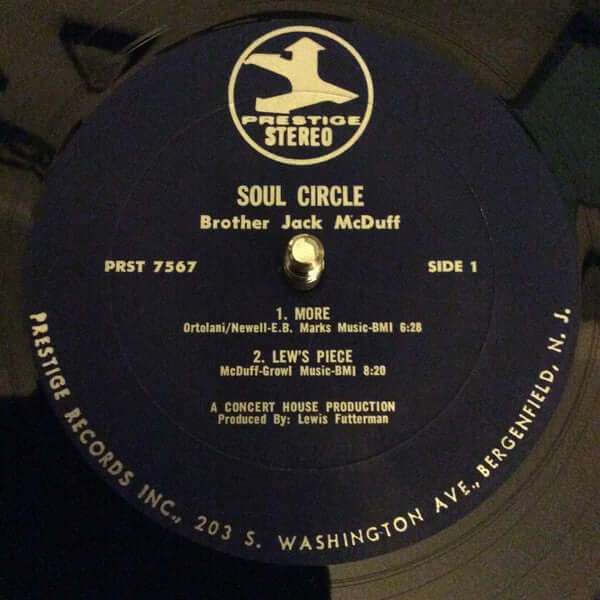 PRESTIGE
STEREO
SOUL CIRCLE
Brother Jack McDuff
PRST 7567
SIDE 1
1. MORE
Ortolani/Newell-E.B. Marks Music-BMI 6:28
2. LEW'S PIECE
McDuff-Growl Music-BMI 8:20
A CONCERT HOUSE PRODUCTION
Produced By: Lewis Futterman
PRESTIGE RECORDS INC., 203 S. WASHINGTON AVE., BERGENFIELD, N. J.